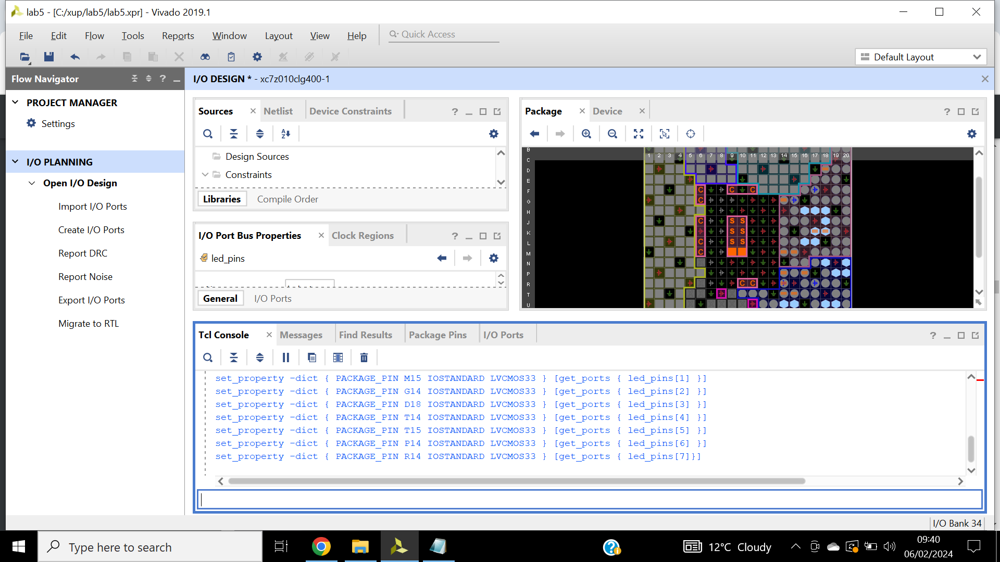 lab5 - [C:/xup/lab5/lab5.xpr] - Vivado 2019.1
File Edit Flow Tools Reports Window Layout View Help Quick Access
Default Layout
Flow Navigator
I/O DESIGN * - xc7z010clg400-1
PROJECT MANAGER
Settings
I/O PLANNING
Open I/O Design
Import I/O Ports
Create I/O Ports
Report DRC
Report Noise
Export I/O Ports
Migrate to RTL
Sources Netlist Device Constraints
Design Sources
Constraints
Libraries Compile Order
I/O Port Bus Properties Clock Regions
led_pins
General I/O Ports
Package Device
B
1 2 3 4 5 6 7 8 9 10 11 12 13 14 15 16 17 18 19 20
C
D
E
F C C C
G C
H
J C S S
K S S
L C S S
M C
N
P
R C C
T
U
Tcl Console Messages Find Results Package Pins I/O Ports
set_property -dict { PACKAGE_PIN M15 IOSTANDARD LVCMOS33 } [get_ports { led_pins[1] }]
set_property -dict { PACKAGE_PIN G14 IOSTANDARD LVCMOS33 } [get_ports { led_pins[2] }]
set_property -dict { PACKAGE_PIN D18 IOSTANDARD LVCMOS33 } [get_ports { led_pins[3] }]
set_property -dict { PACKAGE_PIN T14 IOSTANDARD LVCMOS33 } [get_ports { led_pins[4] }]
set_property -dict { PACKAGE_PIN T15 IOSTANDARD LVCMOS33 } [get_ports { led_pins[5] }]
set_property -dict { PACKAGE_PIN P14 IOSTANDARD LVCMOS33 } [get_ports { led_pins[6] }]
set_property -dict { PACKAGE_PIN R14 IOSTANDARD LVCMOS33 } [get_ports { led_pins[7]}]
I/O Bank 34
Type here to search
12°C Cloudy
09:40
06/02/2024